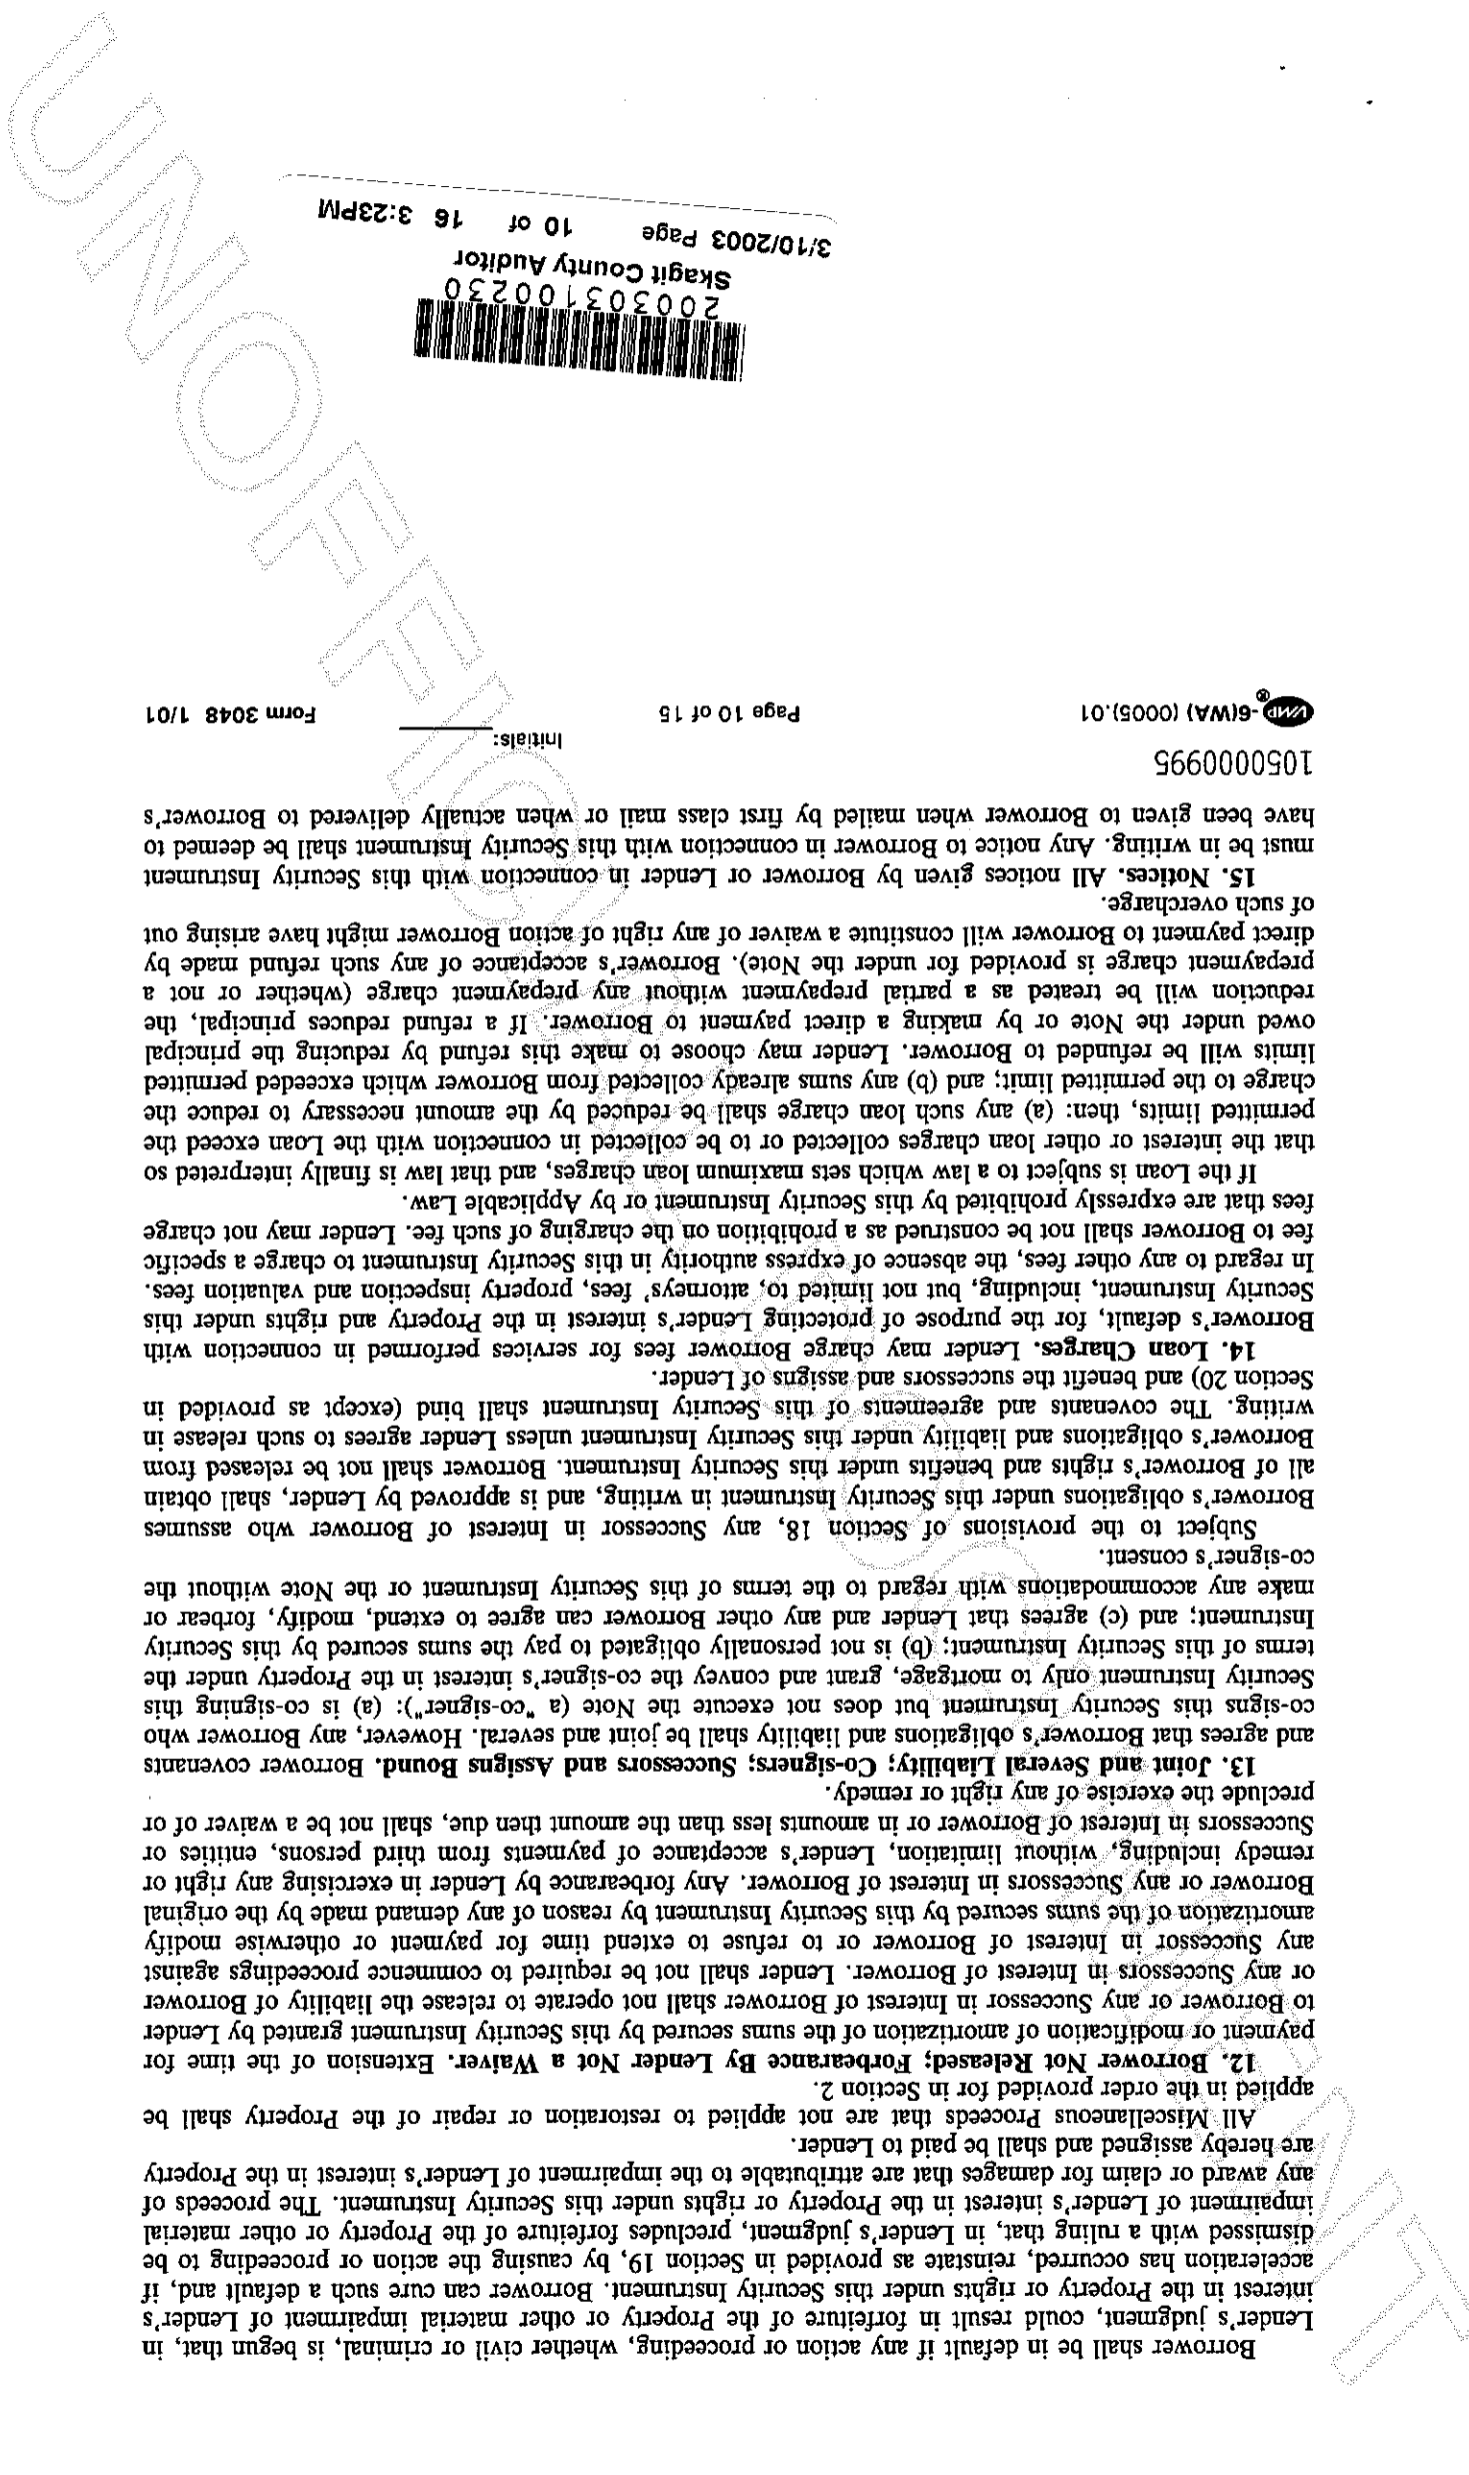 Borrower shall be in default if any action or proceeding, whether civil or criminal, is begun that, in
Lender's judgment, could result in forfeiture of the Property or other material impairment of Lender's
interest in the Property or rights under this Security Instrument. Borrower can cure such a default and, if
acceleration has occurred, reinstate as provided in Section 19, by causing the action or proceeding to be
dismissed with a ruling that, in Lender's judgment, precludes forfeiture of the Property or other material
impairment of Lender's interest in the Property or rights under this Security Instrument. The proceeds of
any award or claim for damages that are attributable to the impairment of Lender's interest in the Property
are hereby assigned and shall be paid to Lender.
All Miscellaneous Proceeds that are not applied to restoration or repair of the Property shall be
applied in the order provided for in Section 2.
12. Borrower Not Released; Forbearance By Lender Not a Waiver. Extension of the time for
payment or modification of amortization of the sums secured by this Security Instrument granted by Lender
to Borrower or any Successor in Interest of Borrower shall not operate to release the liability of Borrower
or any Successors in Interest of Borrower. Lender shall not be required to commence proceedings against
any Successor in Interest of Borrower or to refuse to extend time for payment or otherwise modify
amortization of the sums secured by this Security Instrument by reason of any demand made by the original
Borrower or any Successors in Interest of Borrower. Any forbearance by Lender in exercising any right or
remedy including, without limitation, Lender's acceptance of payments from third persons, entities or
Successors in Interest of Borrower or in amounts less than the amount then due, shall not be a waiver of or
preclude the exercise of any right or remedy.
13. Joint and Several Liability; Co-signers; Successors and Assigns Bound. Borrower covenants
and agrees that Borrower's obligations and liability shall be joint and several. However, any Borrower who
co-signs this Security Instrument but does not execute the Note (a "co-signer"): (a) is co-signing this
Security Instrument only to mortgage, grant and convey the co-signer's interest in the Property under the
terms of this Security Instrument; (b) is not personally obligated to pay the sums secured by this Security
Instrument; and (c) agrees that Lender and any other Borrower can agree to extend, modify, forbear or
make any accommodations with regard to the terms of this Security Instrument or the Note without the
co-signer's consent.
Subject to the provisions of Section 18, any Successor in Interest of Borrower who assumes
Borrower's obligations under this Security Instrument in writing, and is approved by Lender, shall obtain
all of Borrower's rights and benefits under this Security Instrument. Borrower shall not be released from
Borrower's obligations and liability under this Security Instrument unless Lender agrees to such release in
writing. The covenants and agreements of this Security Instrument shall bind (except as provided in
Section 20) and benefit the successors and assigns of Lender.
14. Loan Charges. Lender may charge Borrower fees for services performed in connection with
Borrower's default, for the purpose of protecting Lender's interest in the Property and rights under this
Security Instrument, including, but not limited to, attorneys' fees, property inspection and valuation fees.
In regard to any other fees, the absence of express authority in this Security Instrument to charge a specific
fee to Borrower shall not be construed as a prohibition on the charging of such fee. Lender may not charge
fees that are expressly prohibited by this Security Instrument or by Applicable Law.
If the Loan is subject to a law which sets maximum loan charges, and that law is finally interpreted so
that the interest or other loan charges collected or to be collected in connection with the Loan exceed the
permitted limits, then: (a) any such loan charge shall be reduced by the amount necessary to reduce the
charge to the permitted limit; and (b) any sums already collected from Borrower which exceeded permitted
limits will be refunded to Borrower. Lender may choose to make this refund by reducing the principal
owed under the Note or by making a direct payment to Borrower. If a refund reduces principal, the
reduction will be treated as a partial prepayment without any prepayment charge (whether or not a
prepayment charge is provided for under the Note). Borrower's acceptance of any such refund made by
direct payment to Borrower will constitute a waiver of any right of action Borrower might have arising out
of such overcharge.
15. Notices. All notices given by Borrower or Lender in connection with this Security Instrument
must be in writing. Any notice to Borrower in connection with this Security Instrument shall be deemed to
have been given to Borrower when mailed by first class mail or when actually delivered to Borrower's
1050000995
Initials:
VMP®-6(WA) (0005).01 Page 10 of 15 Form 3048 1/01
200303100230
Skagit County Auditor
3/10/2003 Page 10 of 16 3:23PM
UNOFFICIAL DOCUMENT